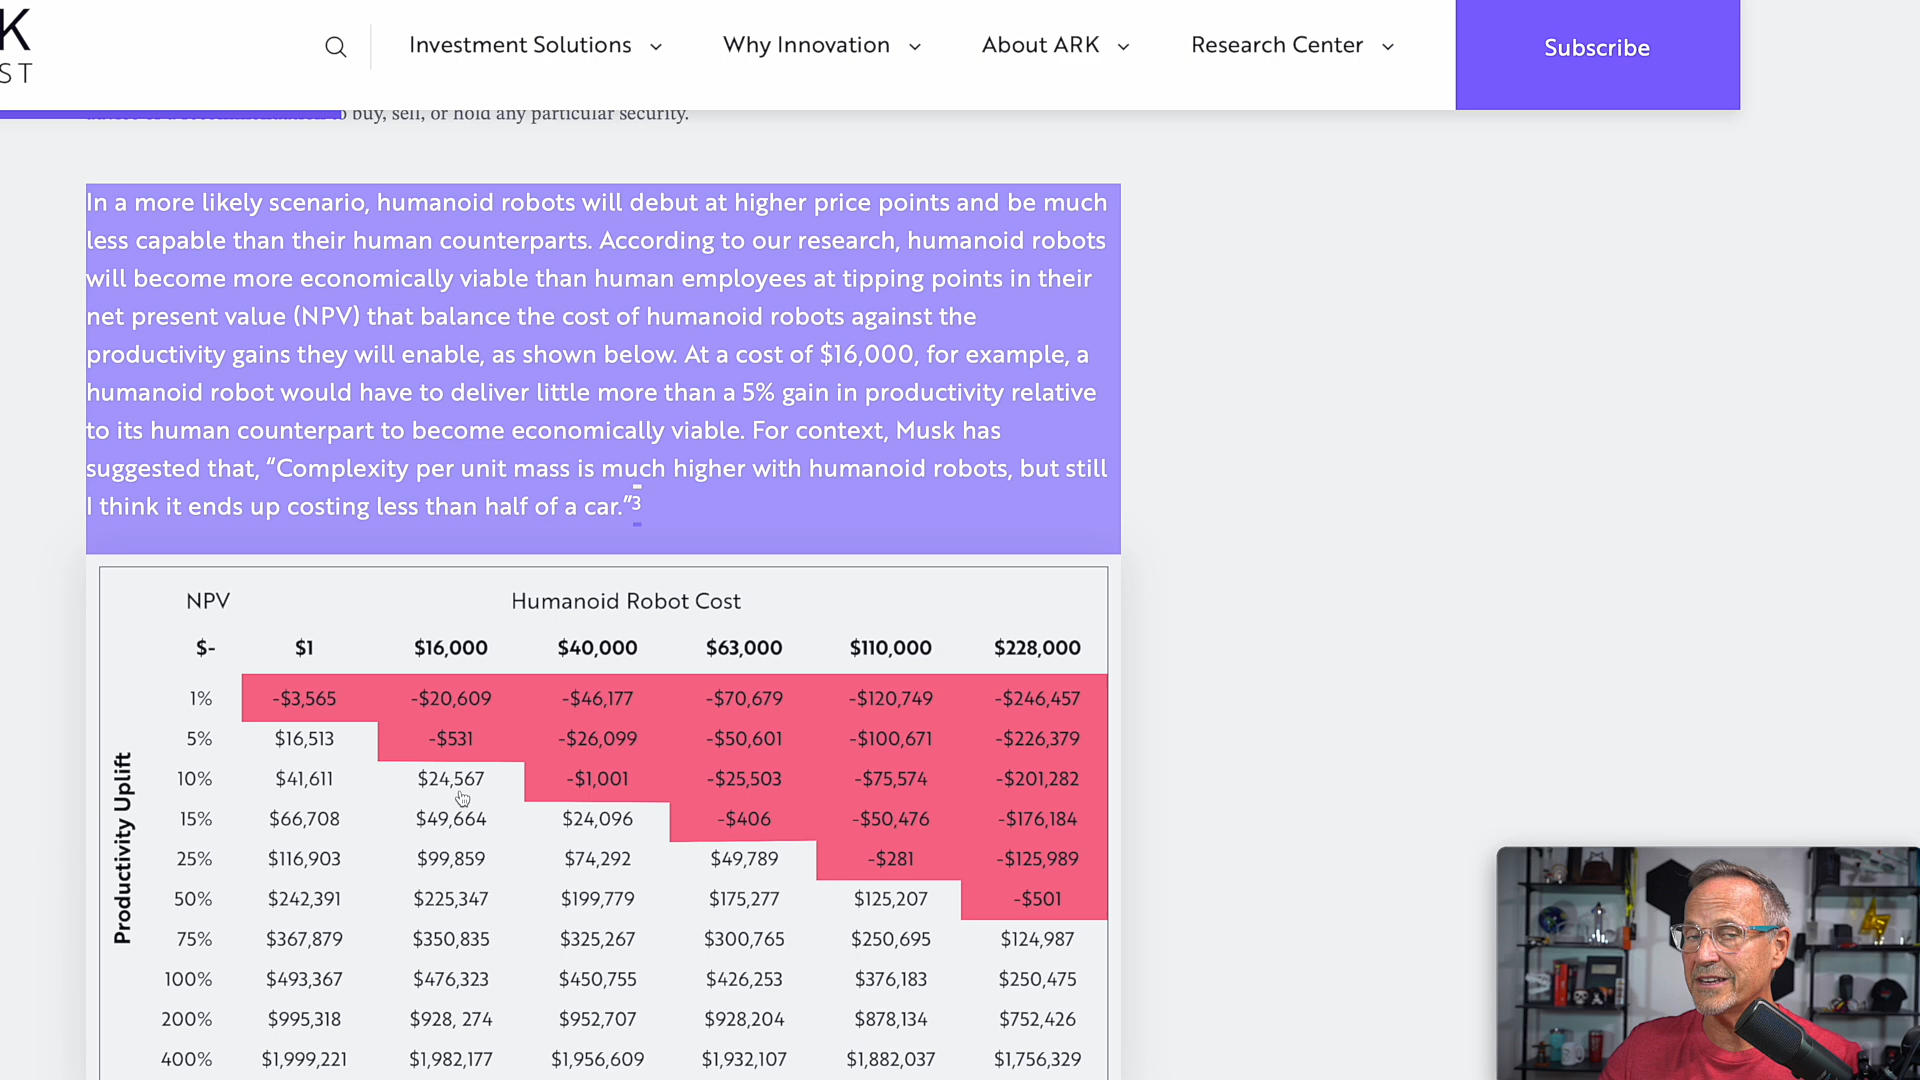 K
ST
Investment Solutions
Why Innovation
About ARK
Research Center
Subscribe
o buy, sell, or hold any particular security.
In a more likely scenario, humanoid robots will debut at higher price points and be much
less capable than their human counterparts. According to our research, humanoid robots
will become more economically viable than human employees at tipping points in their
net present value (NPV) that balance the cost of humanoid robots against the
productivity gains they will enable, as shown below. At a cost of $16,000, for example, a
humanoid robot would have to deliver little more than a 5% gain in productivity relative
to its human counterpart to become economically viable. For context, Musk has
suggested that, “Complexity per unit mass is much higher with humanoid robots, but still
I think it ends up costing less than half of a car.”3
NPV Humanoid Robot Cost
$- $1 $16,000 $40,000 $63,000 $110,000 $228,000
Productivity Uplift
1% -$3,565 -$20,609 -$46,177 -$70,679 -$120,749 -$246,457
5% $16,513 -$531 -$26,099 -$50,601 -$100,671 -$226,379
10% $41,611 $24,567 -$1,001 -$25,503 -$75,574 -$201,282
15% $66,708 $49,664 $24,096 -$406 -$50,476 -$176,184
25% $116,903 $99,859 $74,292 $49,789 -$281 -$125,989
50% $242,391 $225,347 $199,779 $175,277 $125,207 -$501
75% $367,879 $350,835 $325,267 $300,765 $250,695 $124,987
100% $493,367 $476,323 $450,755 $426,253 $376,183 $250,475
200% $995,318 $928, 274 $952,707 $928,204 $878,134 $752,426
400% $1,999,221 $1,982,177 $1,956,609 $1,932,107 $1,882,037 $1,756,329